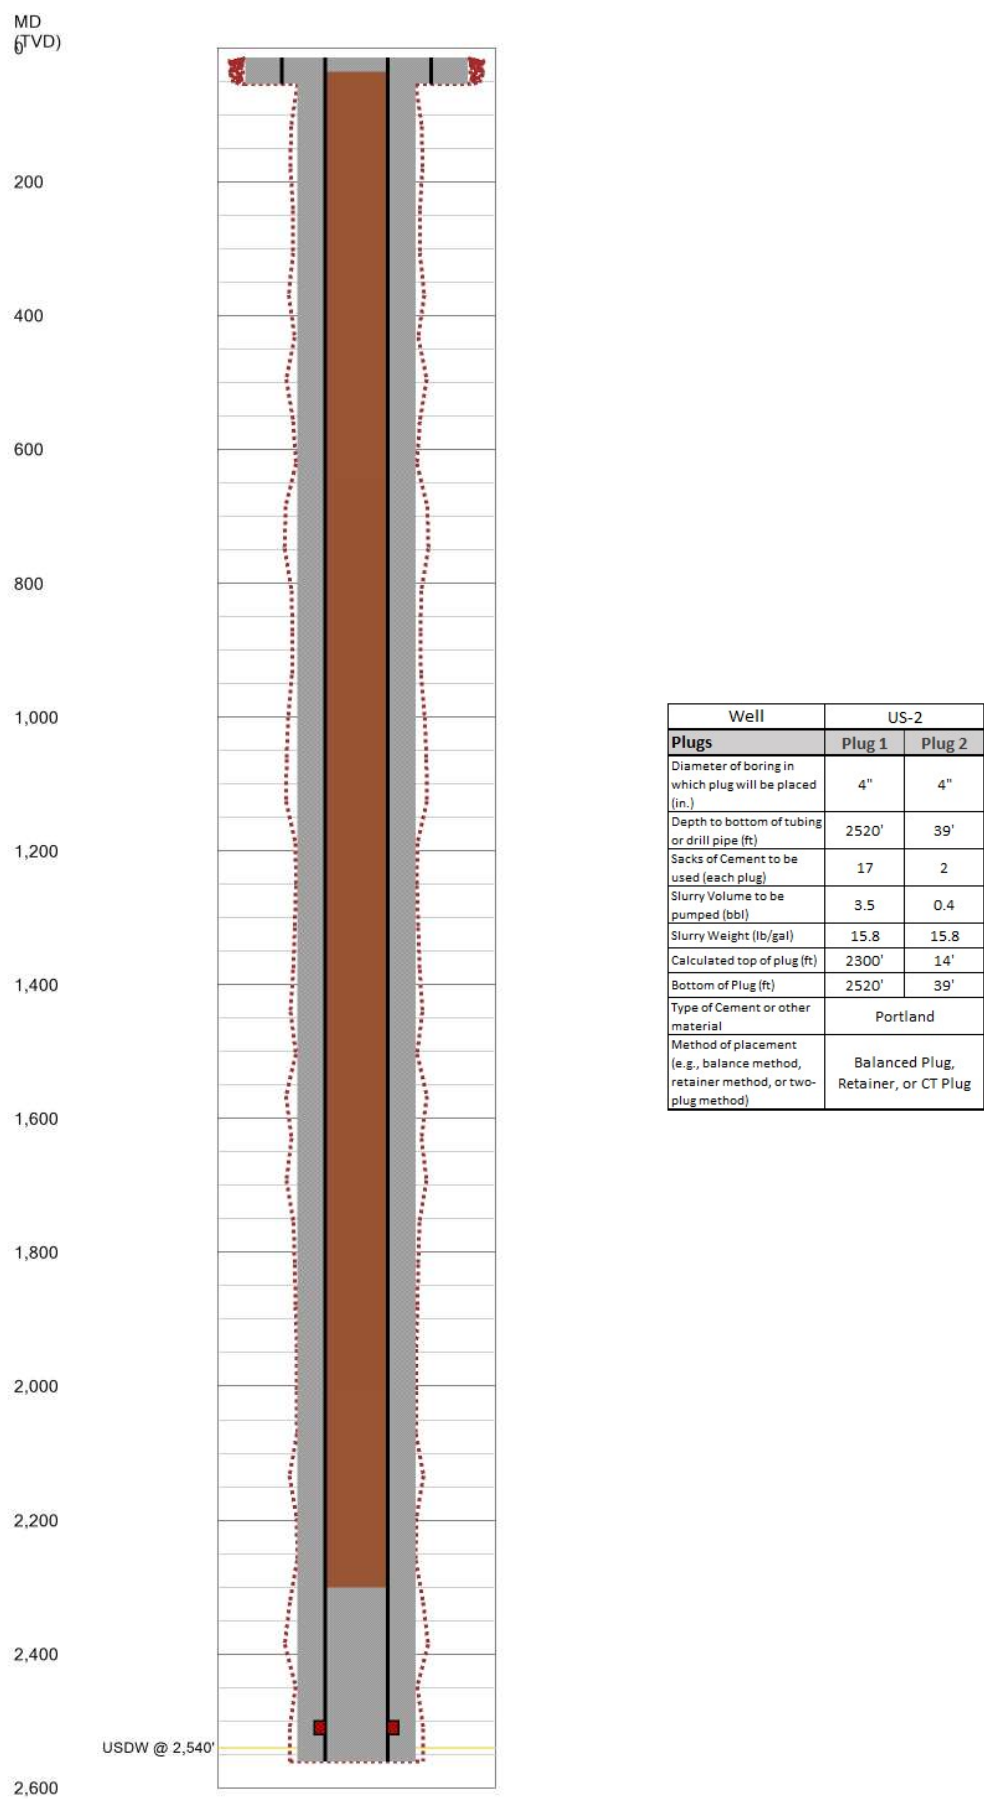 MD
(TVD)
0
200
400
600
800
1,000
1,200
1,400
1,600
1,800
2,000
2,200
2,400
USDW @ 2,540'
2,600
Well US-2
Plugs Plug 1 Plug 2
Diameter of boring in
which plug will be placed
(in.)
4" 4"
Depth to bottom of tubing
or drill pipe (ft)
2520' 39'
Sacks of Cement to be
used (each plug)
17 2
Slurry Volume to be
pumped (bbl)
3.5 0.4
Slurry Weight (lb/gal) 15.8 15.8
Calculated top of plug (ft) 2300' 14'
Bottom of Plug (ft) 2520' 39'
Type of Cement or other
material
Portland
Method of placement
(e.g., balance method,
retainer method, or two-
plug method)
Balanced Plug,
Retainer, or CT Plug